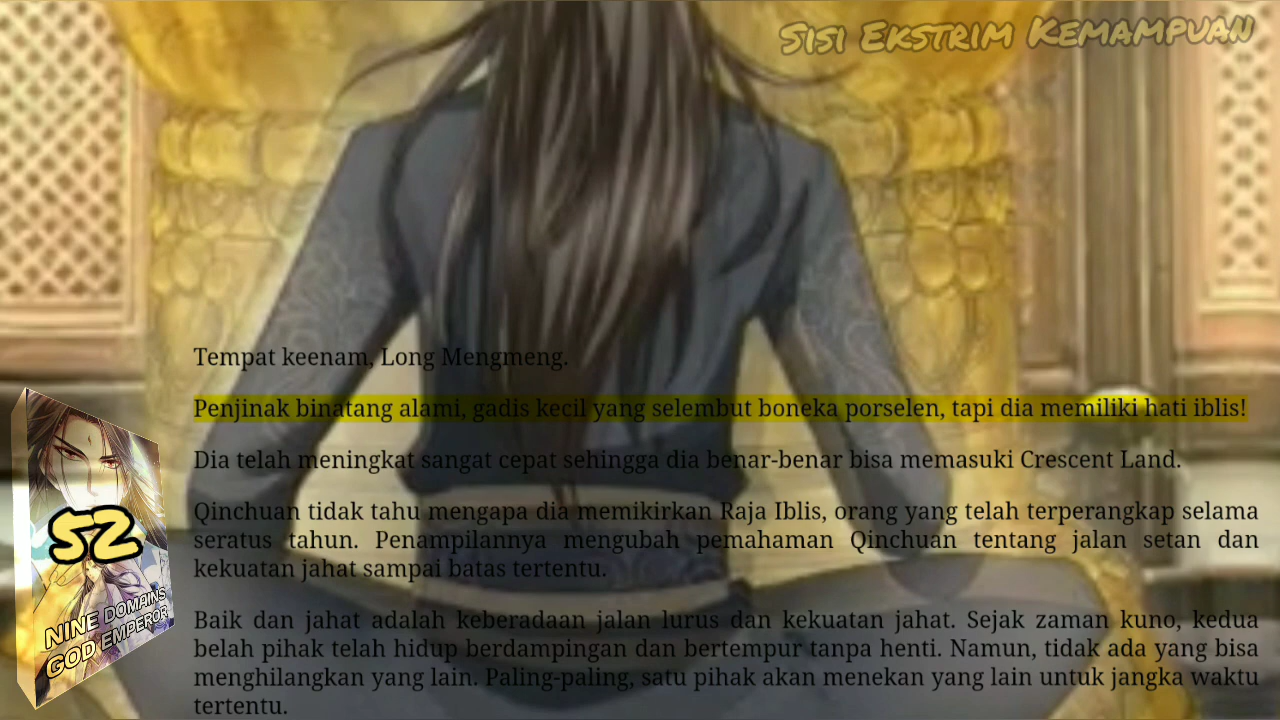 Sisi Ekstrim Kemampuan
Tempat keenam, Long Mengmeng.
Penjinak binatang alami, gadis kecil yang selembut boneka porselen, tapi dia memiliki hati iblis!
Dia telah meningkat sangat cepat sehingga dia benar-benar bisa memasuki Crescent Land.
Qinchuan tidak tahu mengapa dia memikirkan Raja Iblis, orang yang telah terperangkap selama
seratus tahun. Penampilannya mengubah pemahaman Qinchuan tentang jalan setan dan
kekuatan jahat sampai batas tertentu.
Baik dan jahat adalah keberadaan jalan lurus dan kekuatan jahat. Sejak zaman kuno, kedua
belah pihak telah hidup berdampingan dan bertempur tanpa henti. Namun, tidak ada yang bisa
menghilangkan yang lain. Paling-paling, satu pihak akan menekan yang lain untuk jangka waktu
tertentu.
52
NINE DOMAINS
GOD EMPEROR